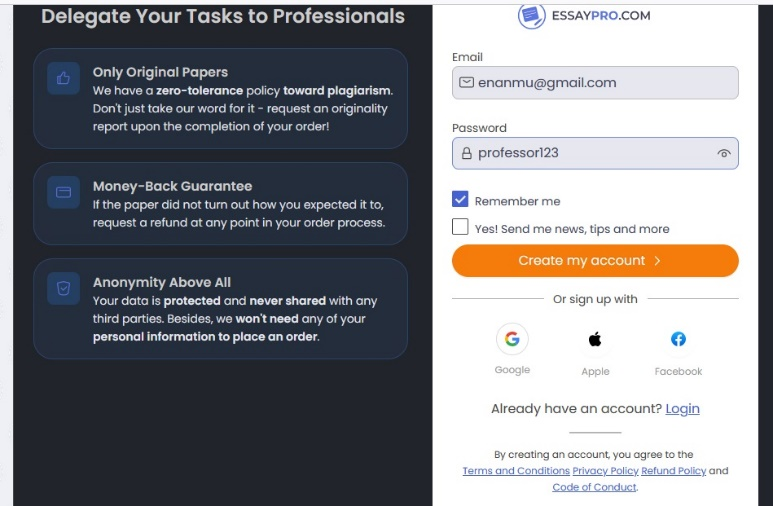 Delegate Your Tasks to Professionals
Only Original Papers
We have a zero-tolerance policy toward plagiarism.
Don't just take our word for it - request an originality
report upon the completion of your order!
Money-Back Guarantee
If the paper did not turn out how you expected it to,
request a refund at any point in your order process.
Anonymity Above All
Your data is protected and never shared with any
third parties. Besides, we won't need any of your
personal information to place an order.
ESSAYPRO.COM
Email
enanmu@gmail.com
Password
professor123
Remember me
Yes! Send me news, tips and more
Create my account >
Or sign up with
Google
Apple
Facebook
Already have an account? Login
By creating an account, you agree to the
Terms and Conditions Privacy Policy Refund Policy and
Code of Conduct.